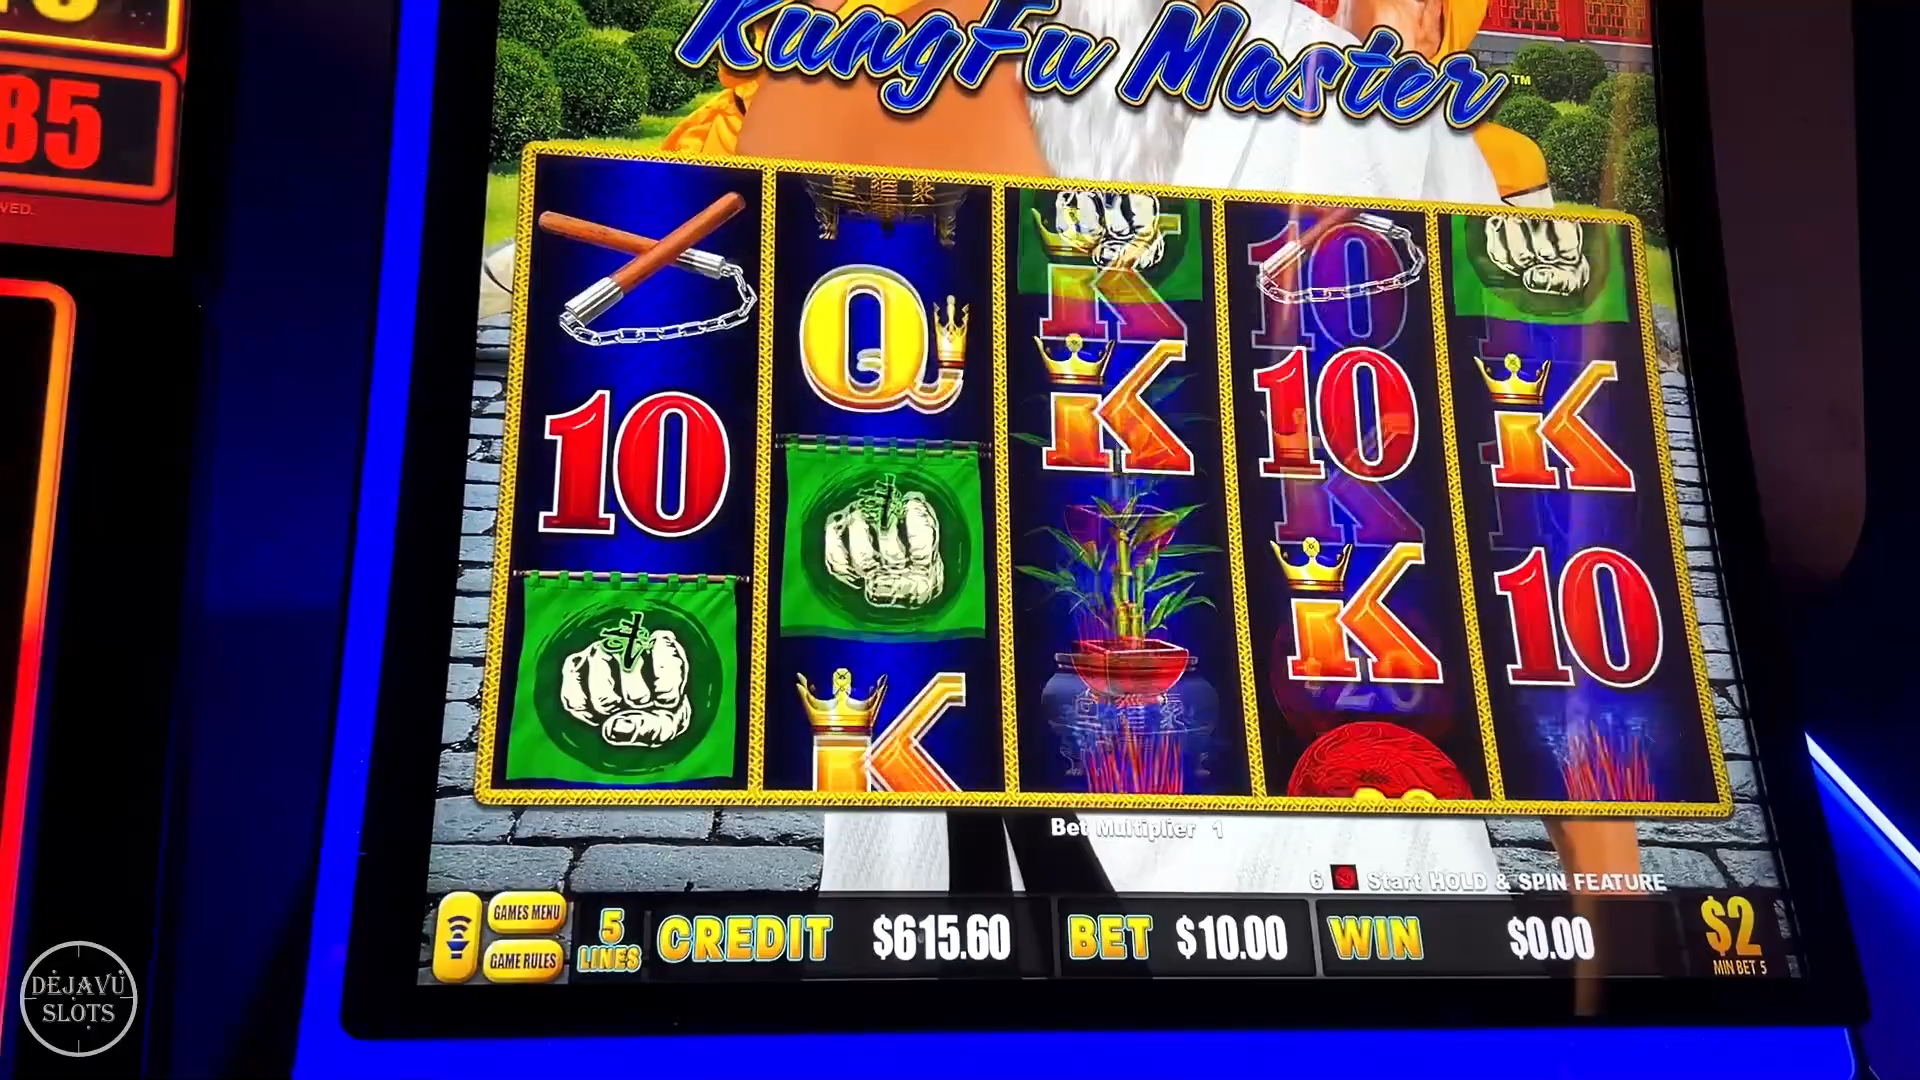 85
WED.
KungFu Master™
10
Q
K
K
10
10
K
K
10
Bet Multiplier 1
6 Start HOLD & SPIN FEATURE
GAMES MENU
GAME RULES
5 LINES
CREDIT $615.60
BET $10.00
WIN $0.00
$2
MIN BET 5
DEJAVU
SLOTS